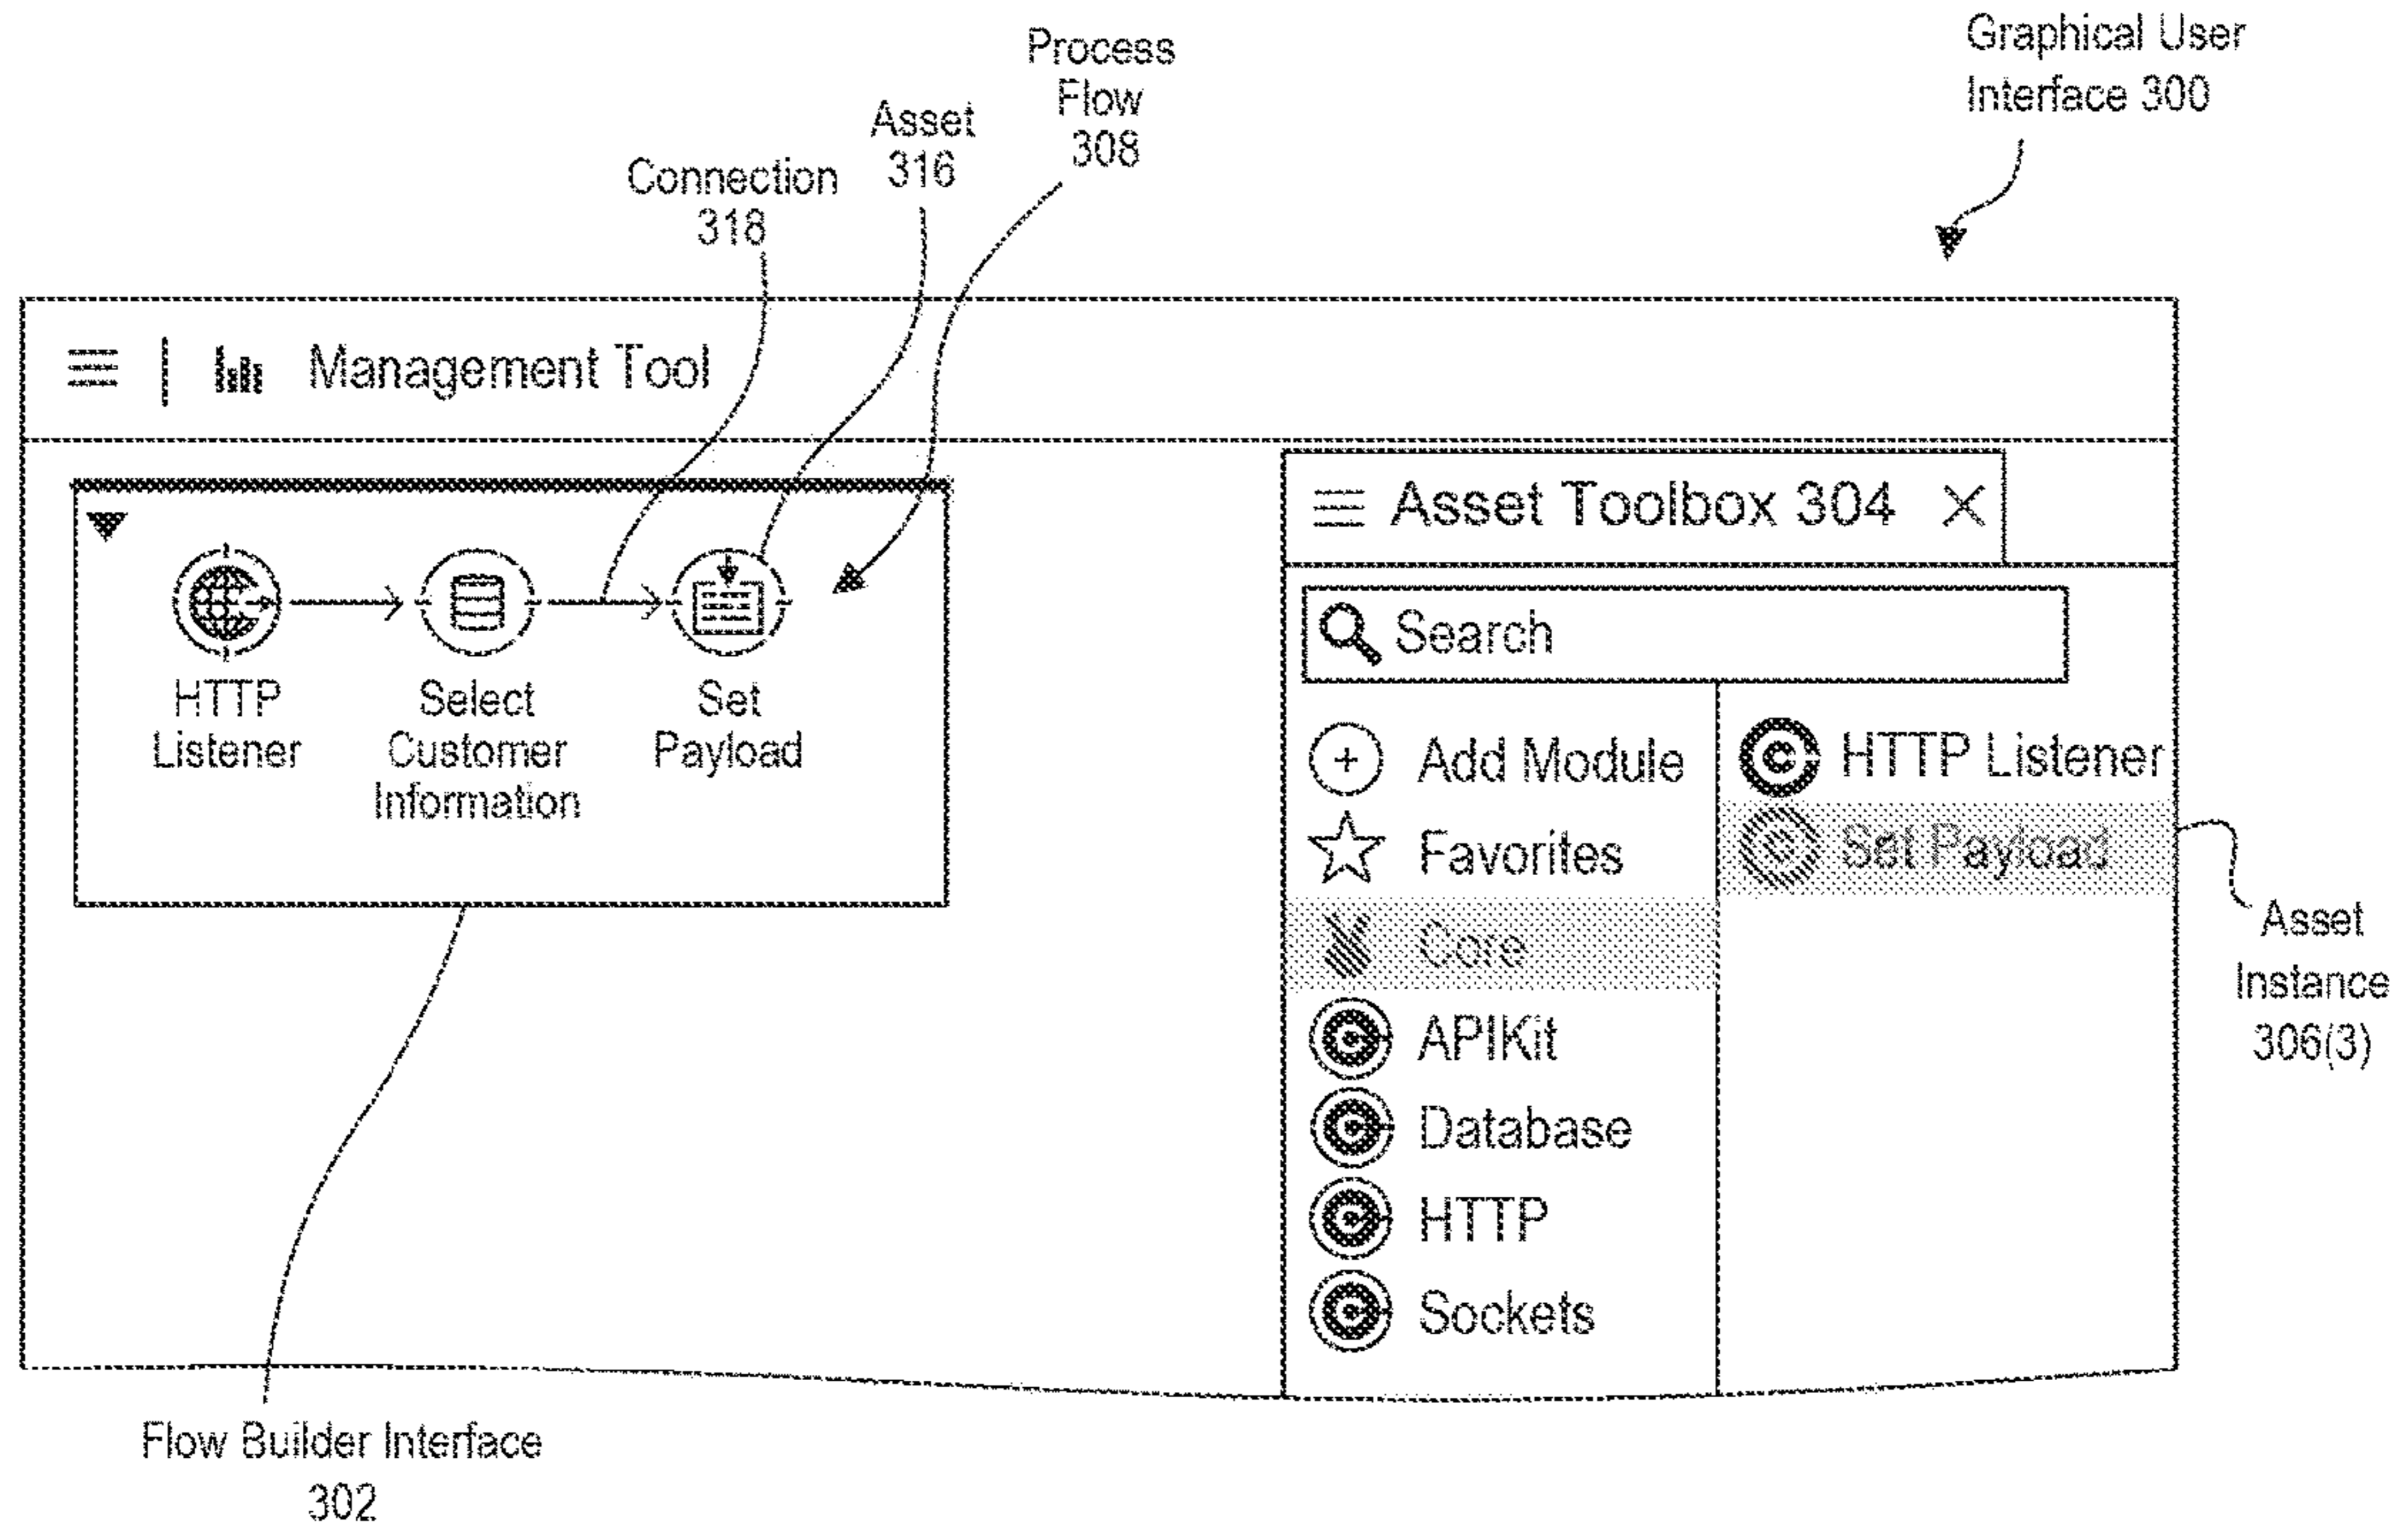 Graphical User
Interface 300
Process
Flow
308
Asset
316
Connection
318
Management Tool
HTTP
Listener
Select
Customer
Information
Set
Payload
Asset Toolbox 304
Search
Add Module
Favorites
Core
APIKit
Database
HTTP
Sockets
HTTP Listener
Set Payload
Asset
Instance
306(3)
Flow Builder Interface
302